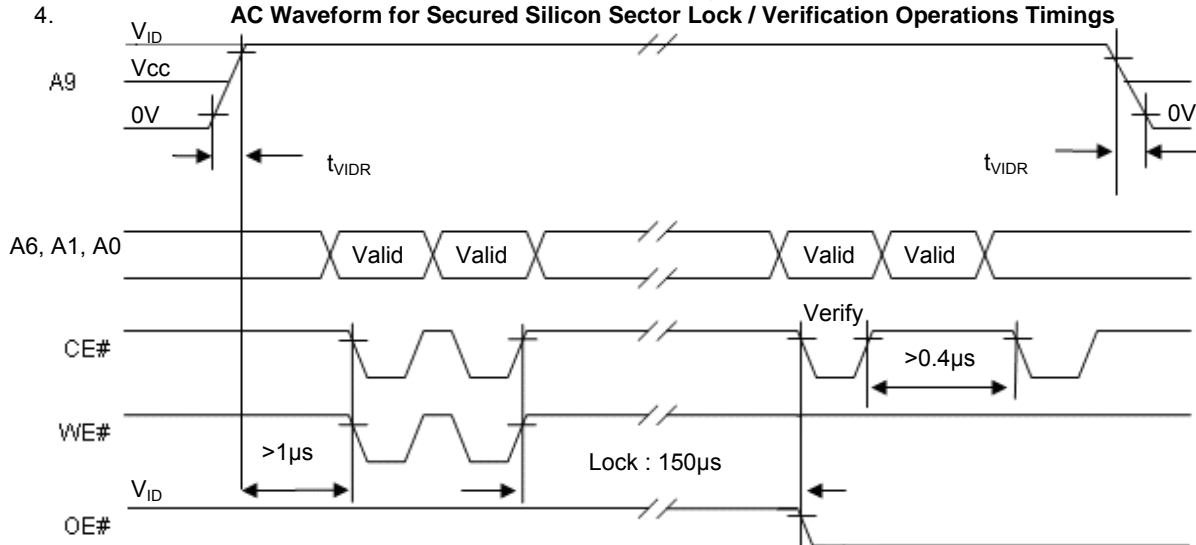 4. AC Waveform for Secured Silicon Sector Lock / Verification Operations Timings
VID
Vcc
A9
0V
0V
tVIDR
tVIDR
A6, A1, A0
Valid
Valid
Valid
Valid
Verify
CE#
>0.4µs
WE#
>1µs
Lock : 150µs
VID
OE#